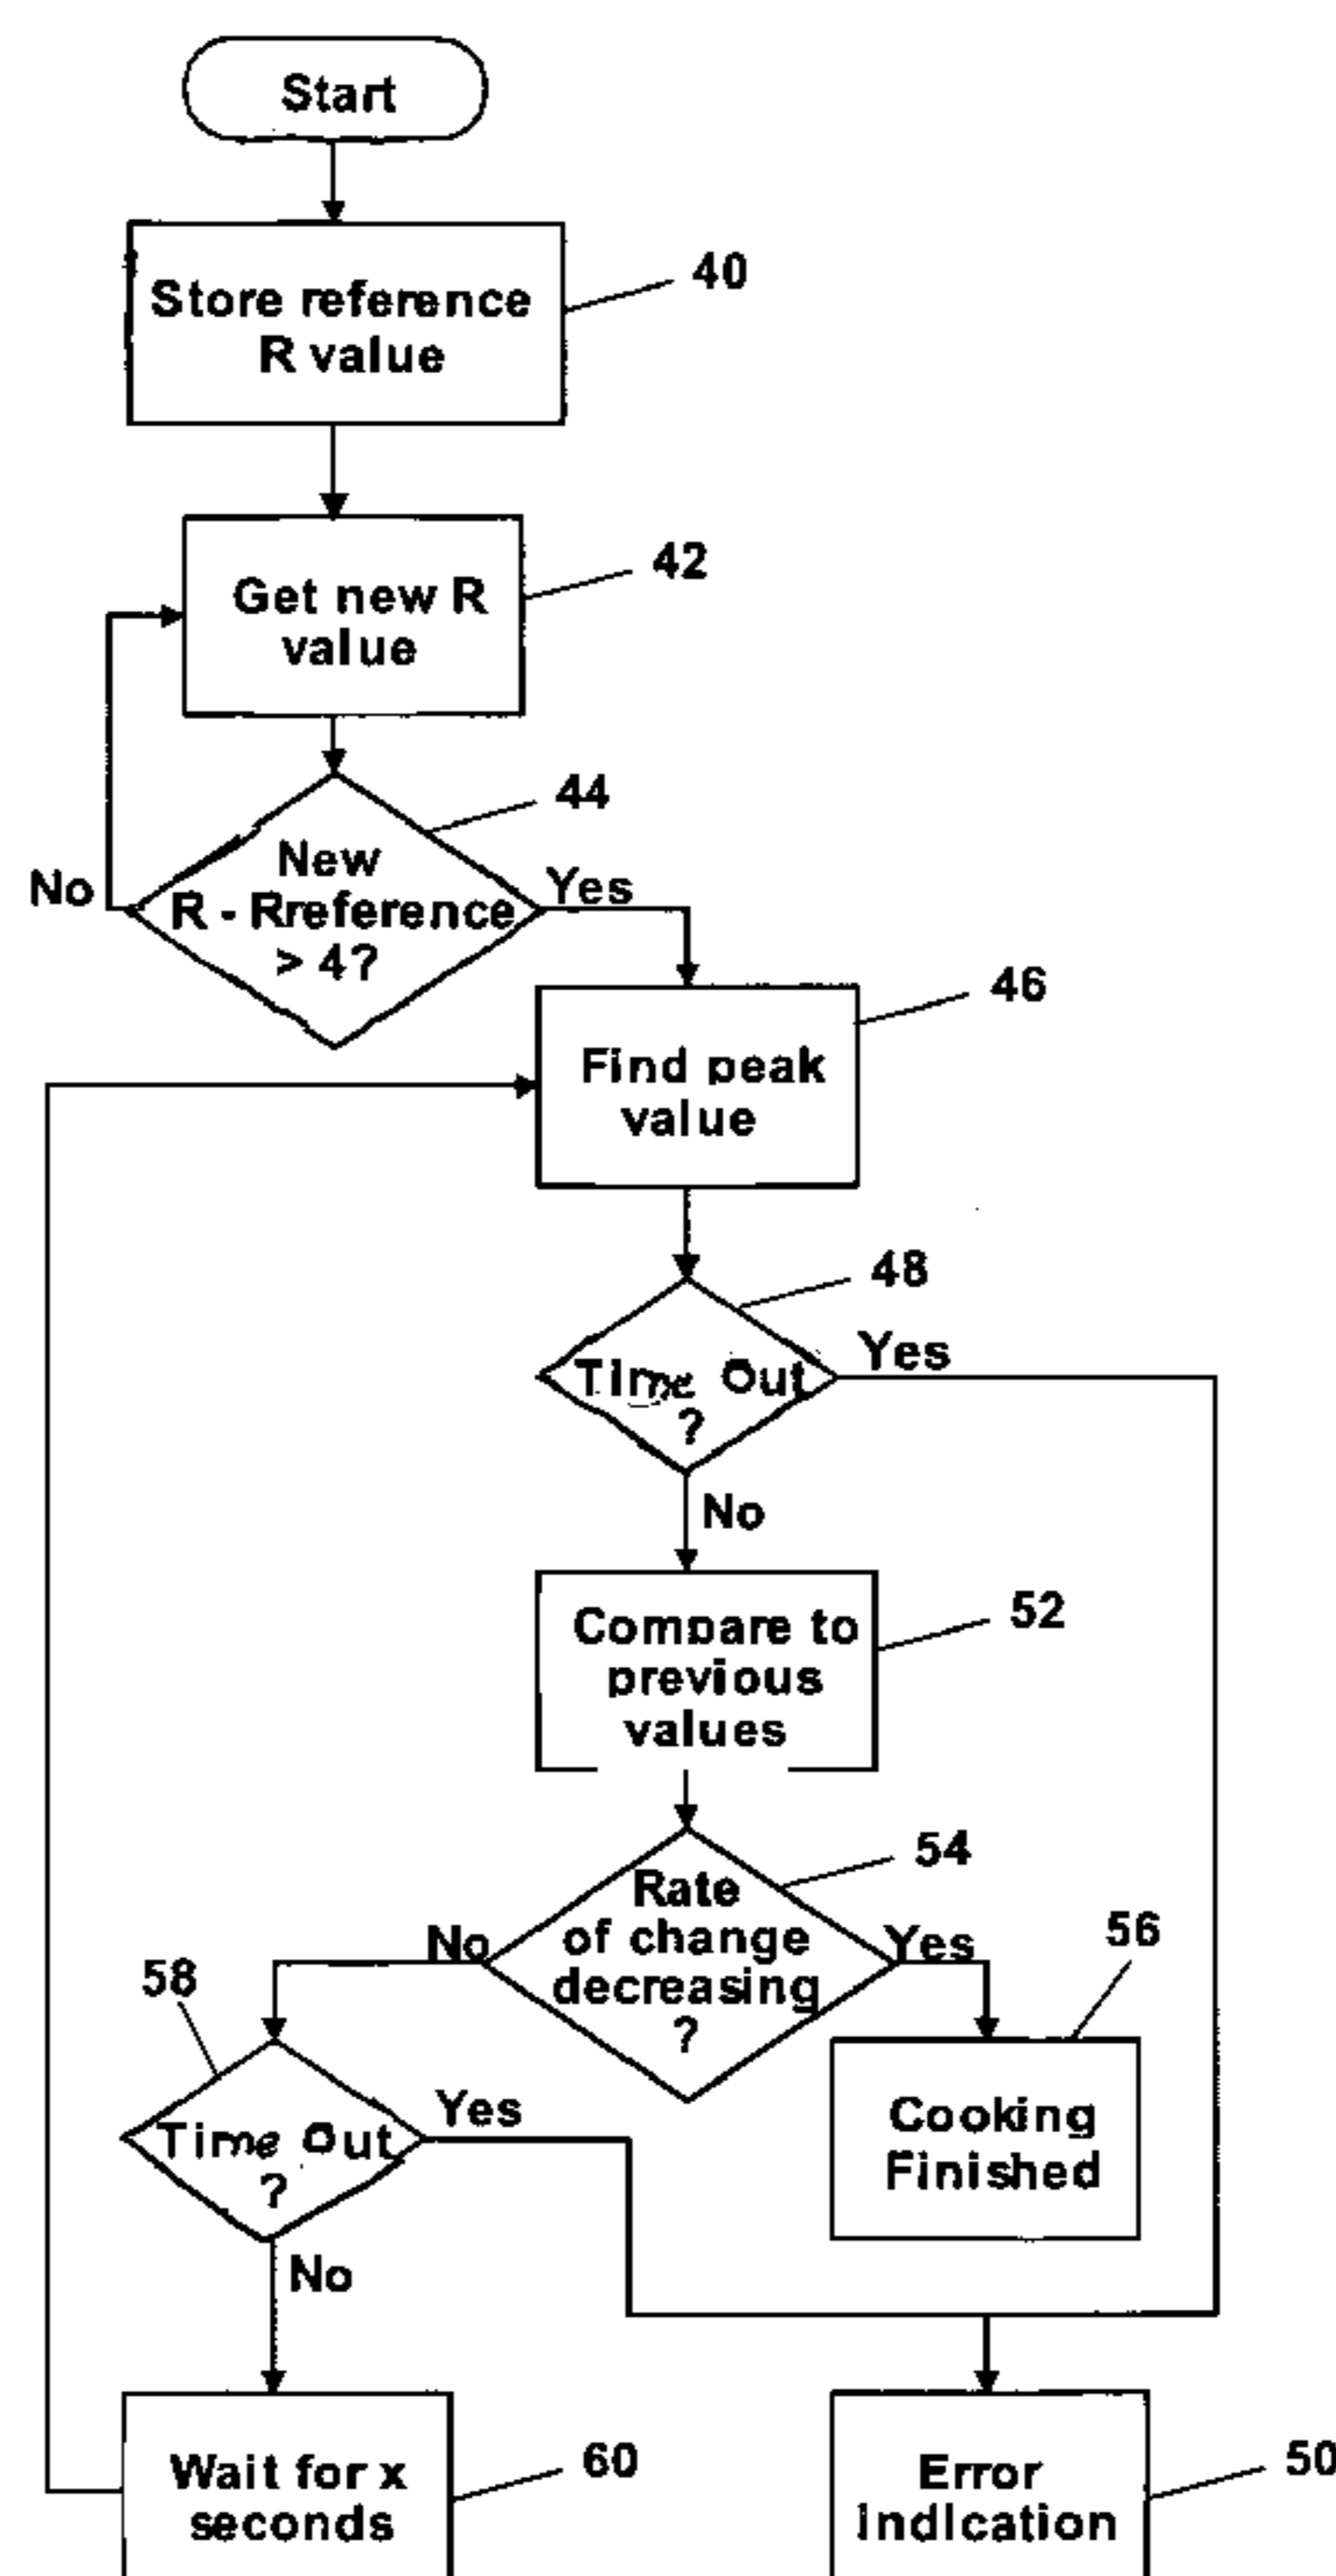 Start
Store reference
R value
40
Get new R
value
42
New
R - Rreference
> 4?
44
No
Yes
Find peak
value
46
Time Out
?
48
Yes
No
Compare to
previous
values
52
Rate
of change
decreasing
?
54
No
Yes
56
Cooking
Finished
58
Time Out
?
Yes
No
Wait for x
seconds
60
Error
Indication
50